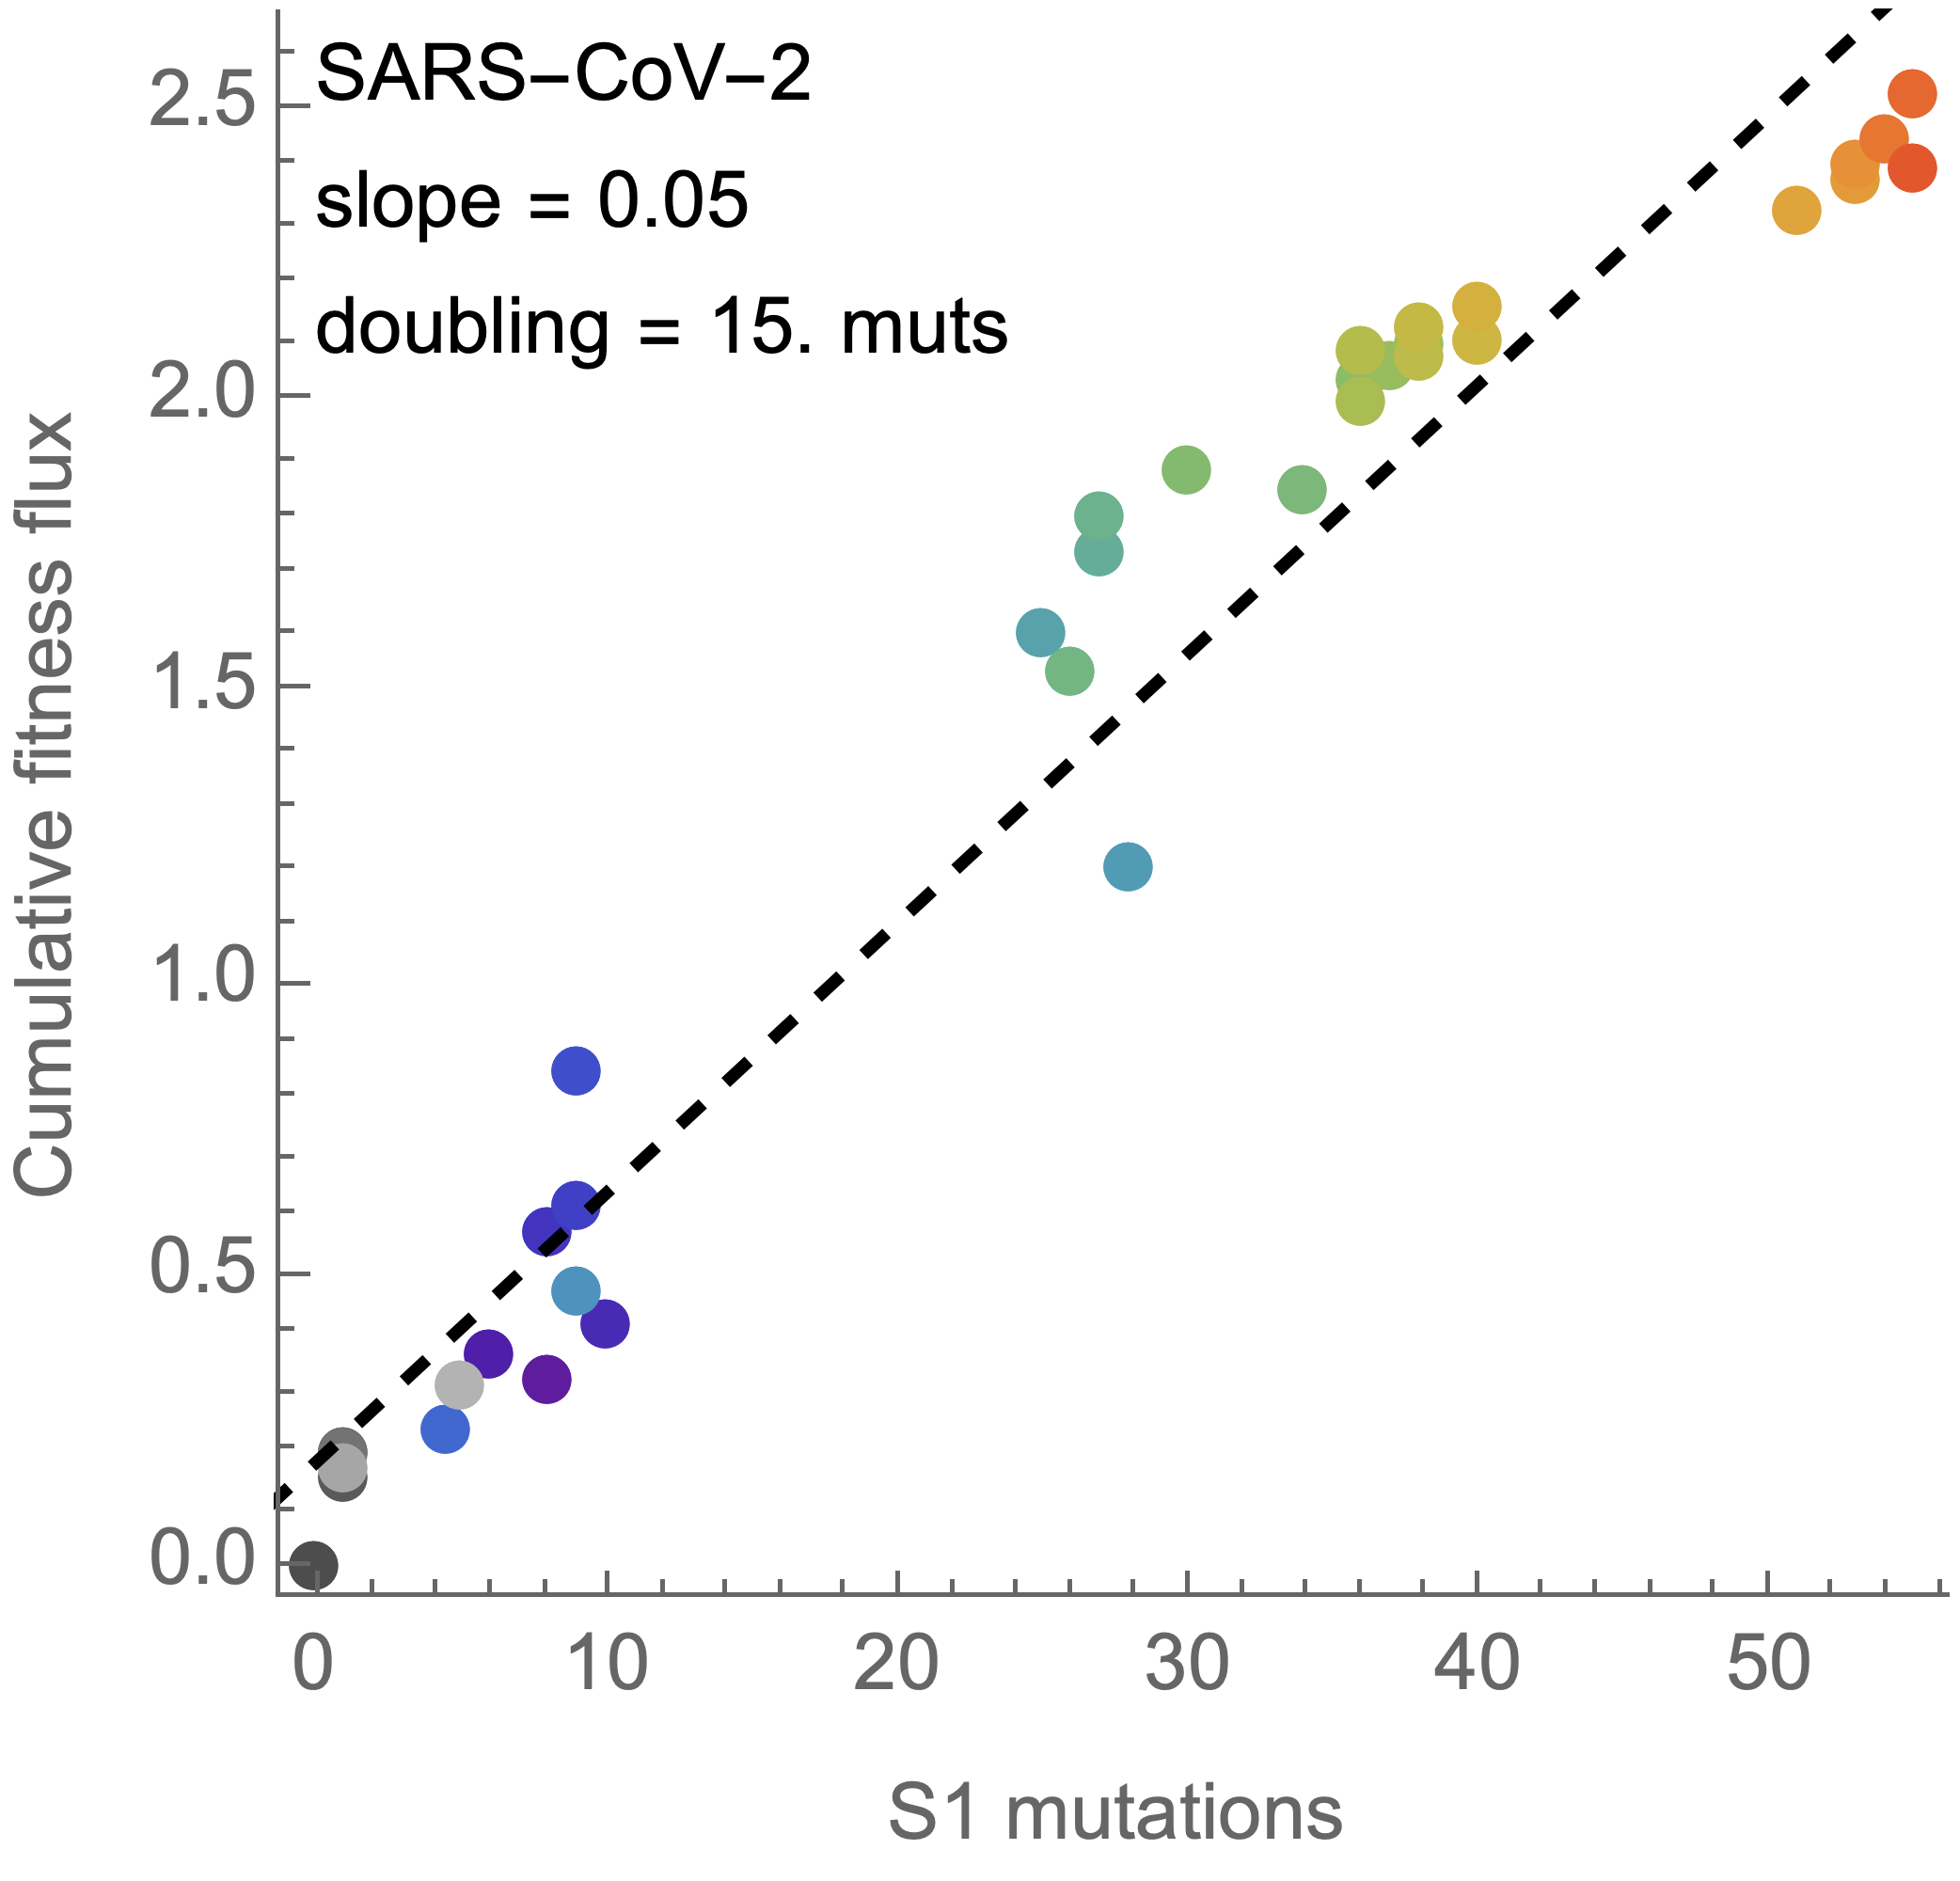 SARS−CoV−2
slope = 0.05
doubling = 15. muts
Cumulative fitness flux
2.5
2.0
1.5
1.0
0.5
0.0
0 10 20 30 40 50
S1 mutations